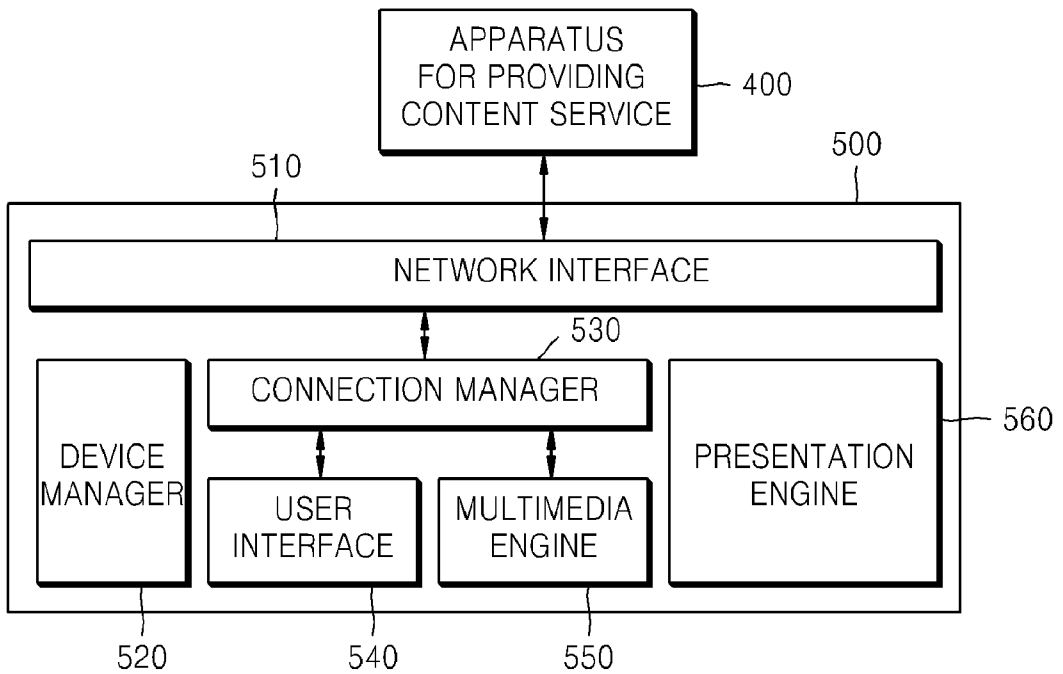 APPARATUS
FOR PROVIDING
CONTENT SERVICE
400
500
510
NETWORK INTERFACE
530
CONNECTION MANAGER
560
DEVICE
MANAGER
PRESENTATION
ENGINE
USER
INTERFACE
MULTIMEDIA
ENGINE
520
540
550